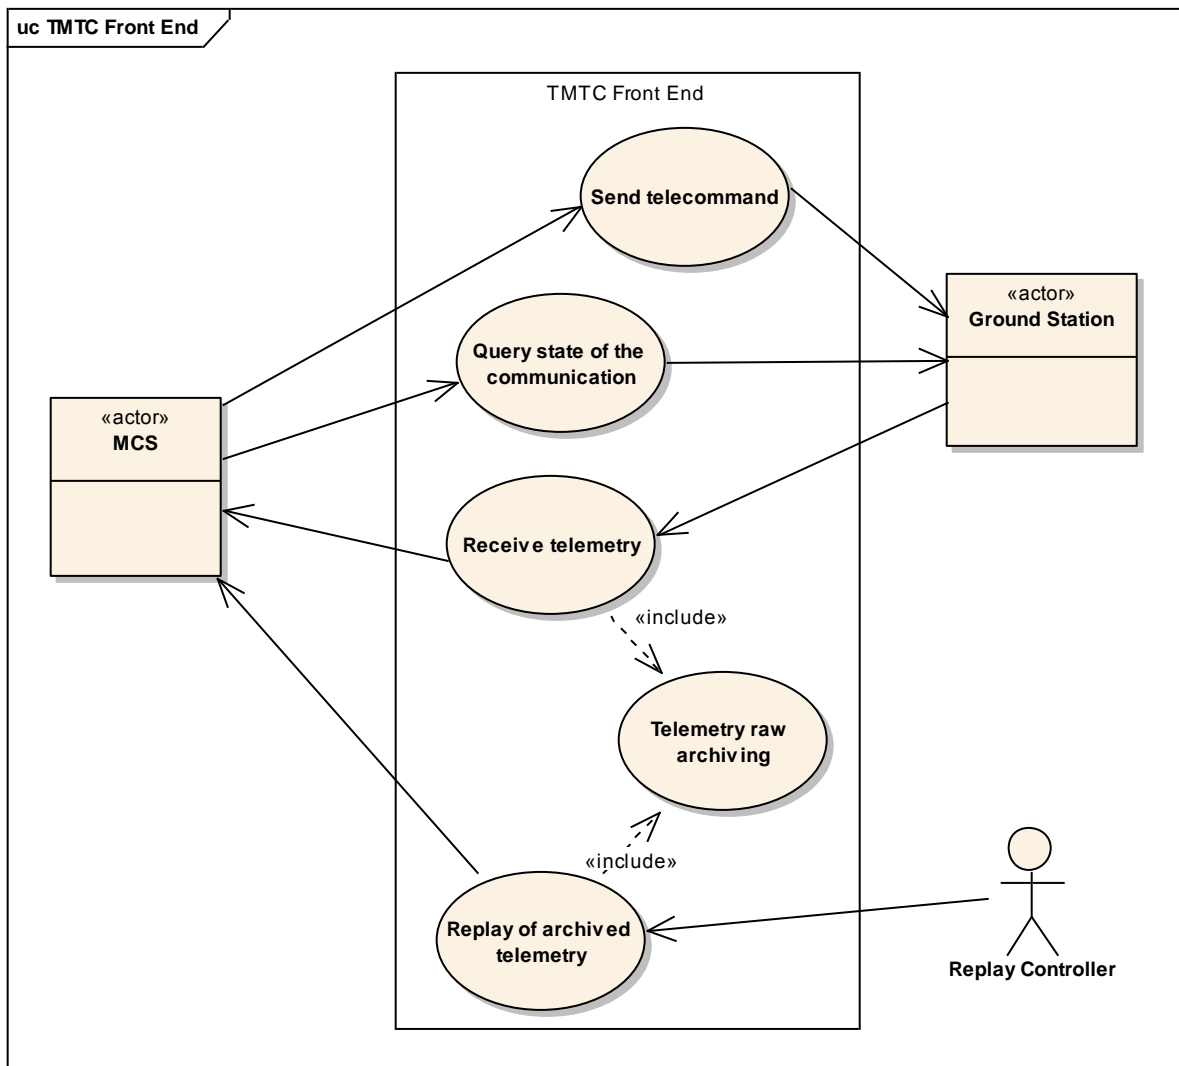 uc TMTC Front End
TMTC Front End
Send telecommand
«actor»
Ground Station
Query state of the
communication
«actor»
MCS
Receive telemetry
«include»
Telemetry raw
archiving
«include»
Replay of archived
telemetry
Replay Controller